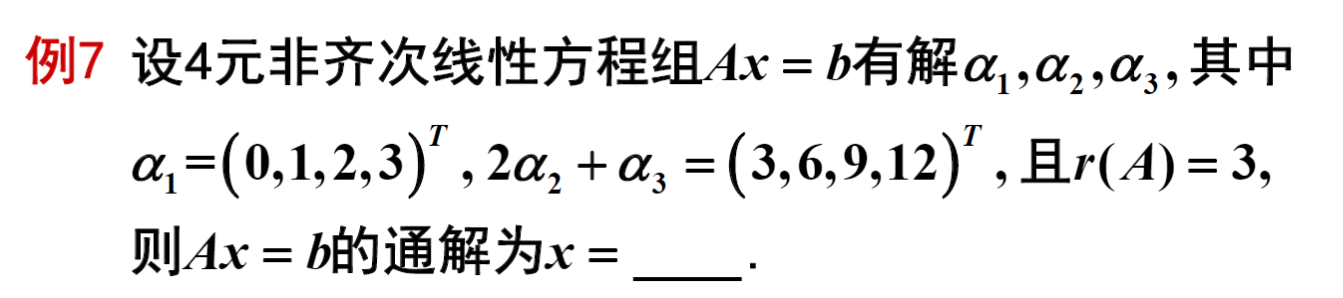 例7 设4元非齐次线性方程组Ax = b有解α₁,α₂,α₃,其中
α₁=(0,1,2,3)ᵀ, 2α₂ + α₃ = (3,6,9,12)ᵀ, 且r(A) = 3,
则Ax = b的通解为x = ____.